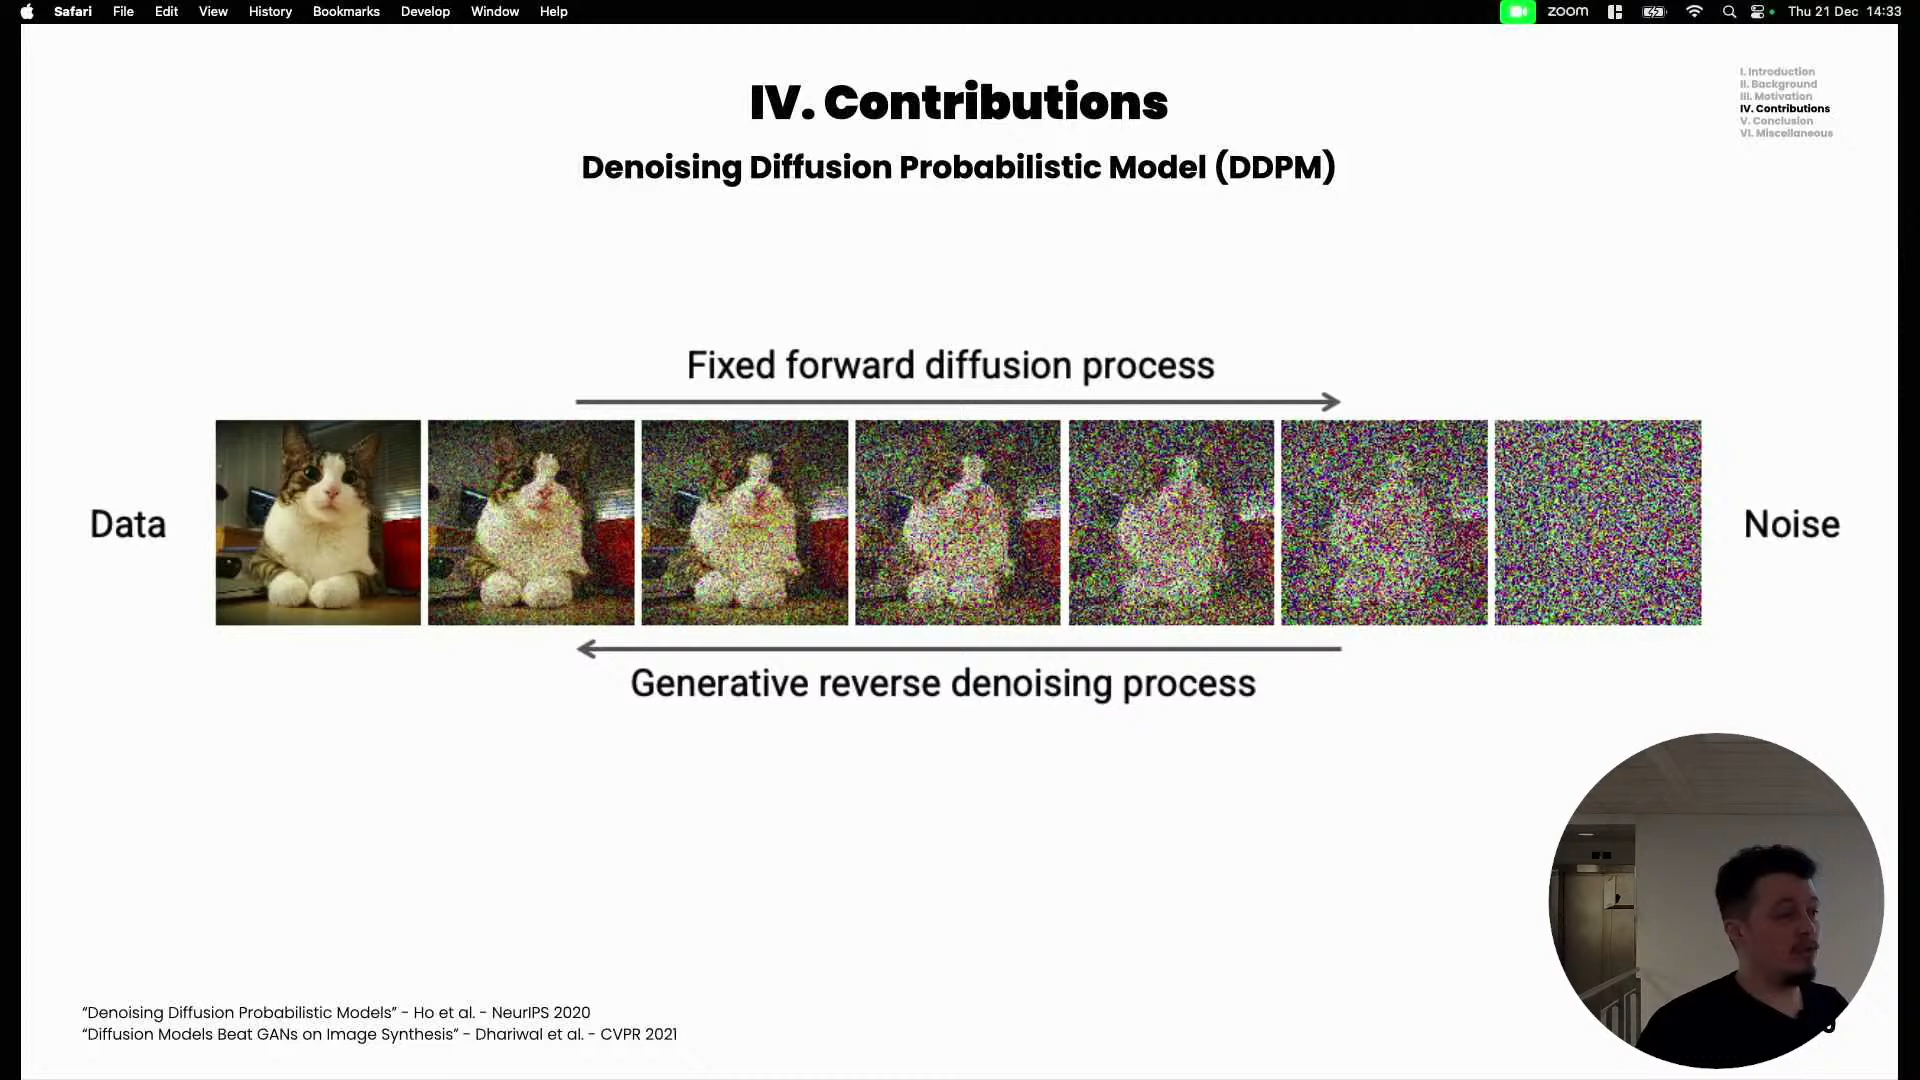 Safari File Edit View History Bookmarks Develop Window Help zoom Thu 21 Dec 14:33
IV. Contributions
Denoising Diffusion Probabilistic Model (DDPM)
I. Introduction
II. Background
III. Motivation
IV. Contributions
V. Conclusion
VI. Miscellaneous
Fixed forward diffusion process
Data
Noise
Generative reverse denoising process
“Denoising Diffusion Probabilistic Models” - Ho et al. - NeurIPS 2020
“Diffusion Models Beat GANs on Image Synthesis” - Dhariwal et al. - CVPR 2021